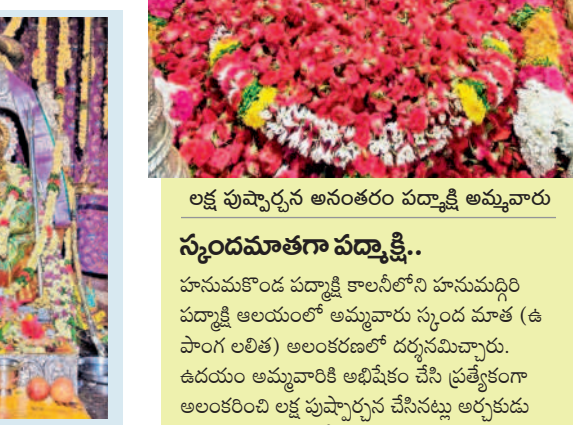 లక్ష పుష్పార్చన అనంతరం పద్మాక్షి అమ్మవారు
స్కందమాతగా పద్మాక్షి..
హనుమకొండ పద్మాక్షి కాలనీలోని హనుమద్గిరి
పద్మాక్షి ఆలయంలో అమ్మవారు స్కంద మాత (ఉ
పాంగ లలిత) అలంకరణలో దర్శనమిచ్చారు.
ఉదయం అమ్మవారికి అభిషేకం చేసి ప్రత్యేకంగా
అలంకరించి లక్ష పుష్పార్చన చేసినట్లు అర్చకుడు